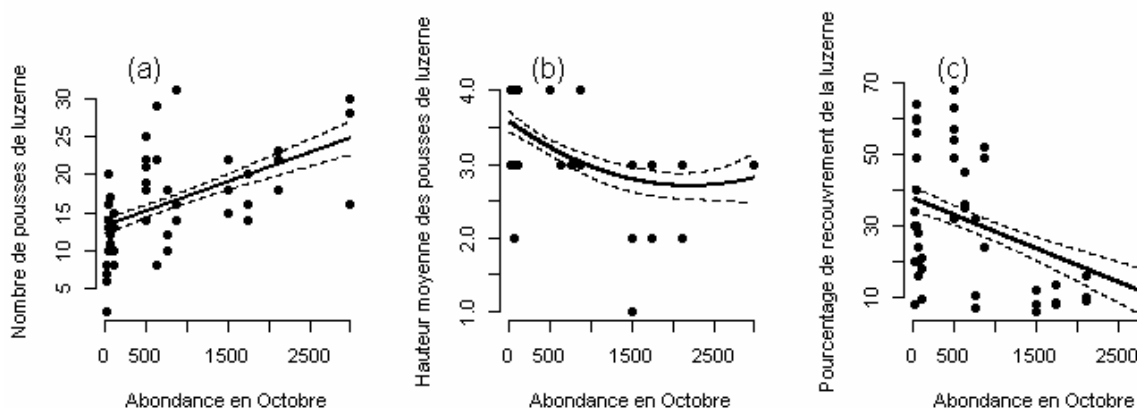 (a)
Nombre de pousses de luzerne
30
25
20
15
10
5
0
500
1500
2500
Abondance en Octobre
(b)
Hauteur moyenne des pousses de luzerne
4.0
3.0
2.0
1.0
0
500
1500
2500
Abondance en Octobre
(c)
Pourcentage de recouvrement de la luzerne
70
50
30
10
0
500
1500
2500
Abondance en Octobre